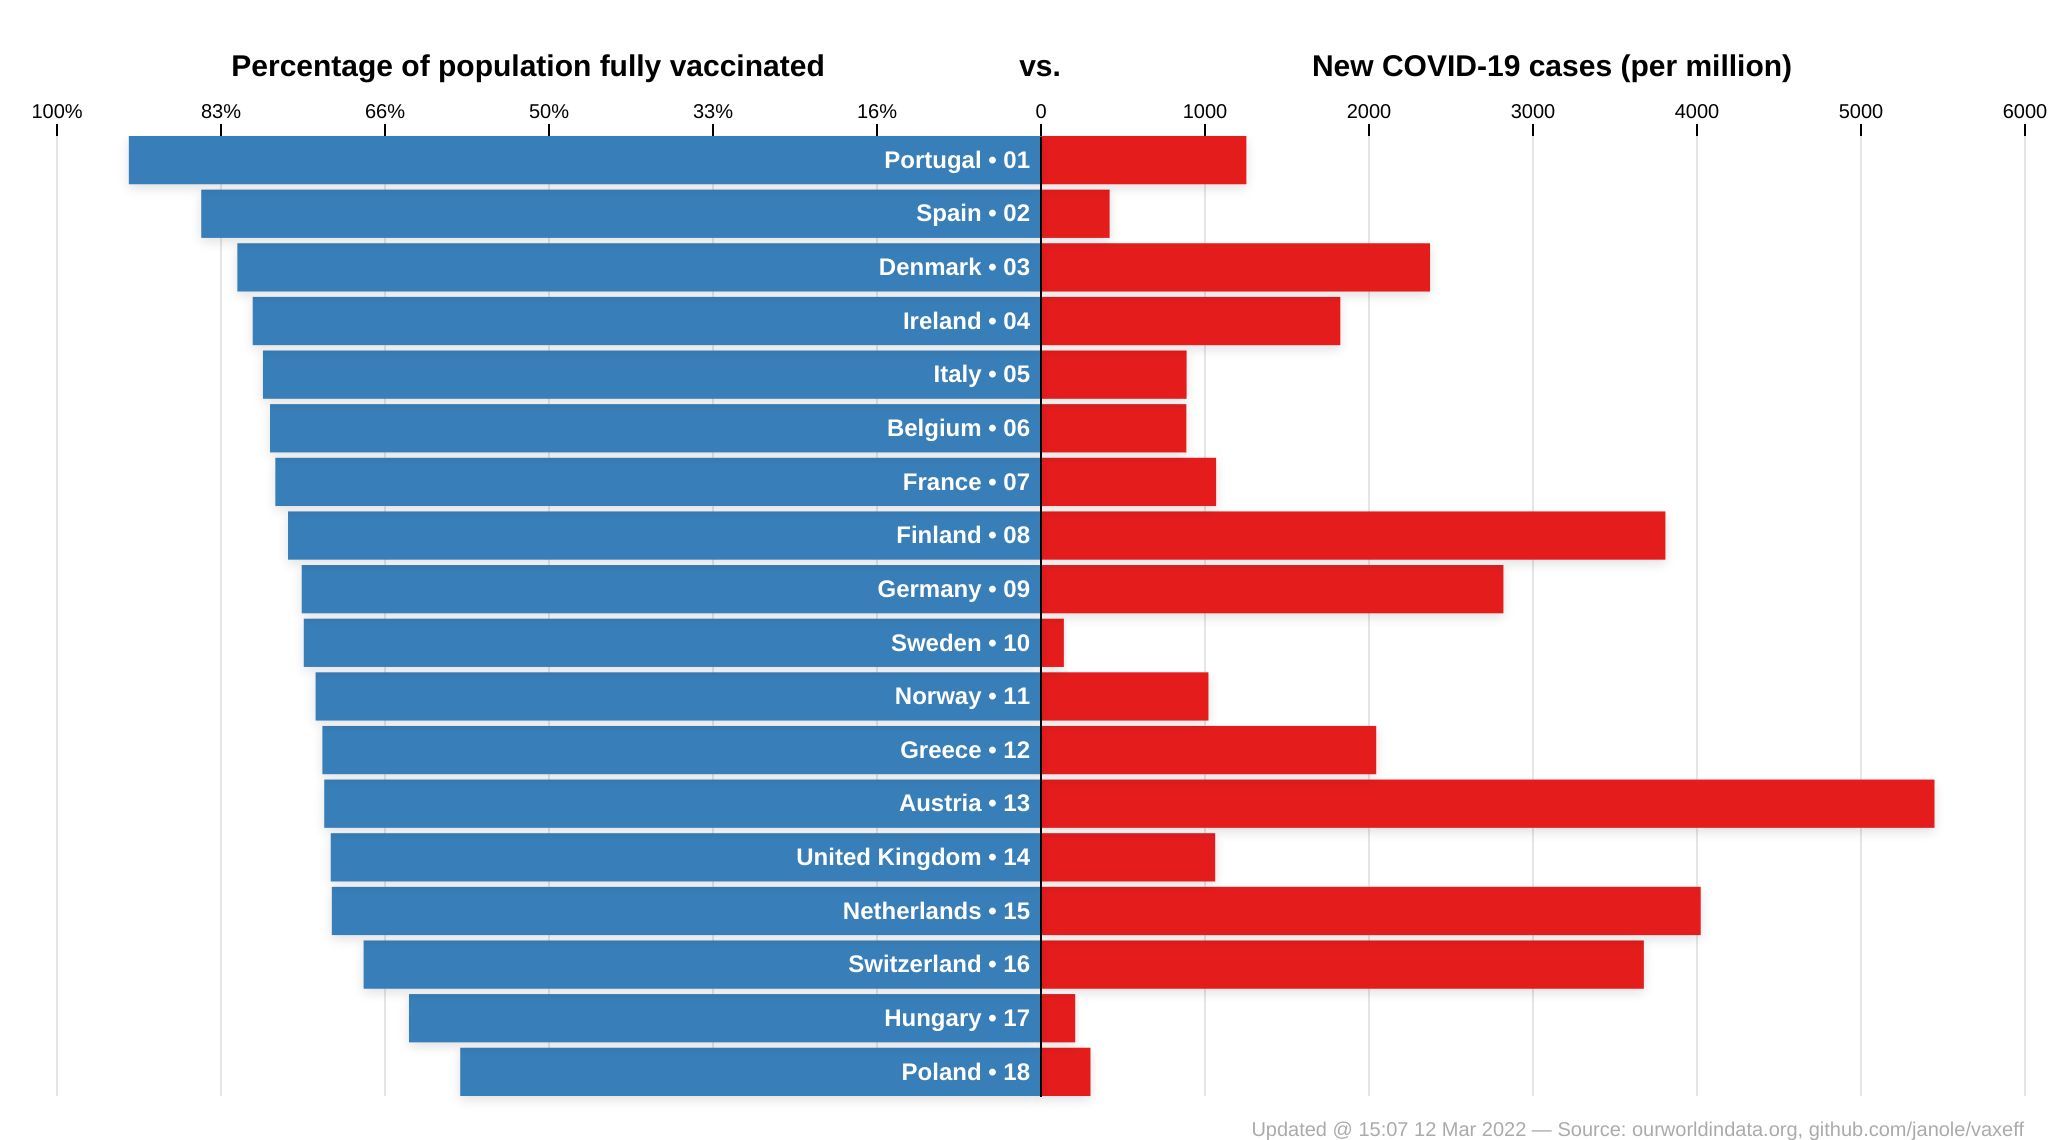 Percentage of population fully vaccinated vs. New COVID-19 cases (per million)
100% 83% 66% 50% 33% 16% 0 1000 2000 3000 4000 5000 6000
Portugal • 01
Spain • 02
Denmark • 03
Ireland • 04
Italy • 05
Belgium • 06
France • 07
Finland • 08
Germany • 09
Sweden • 10
Norway • 11
Greece • 12
Austria • 13
United Kingdom • 14
Netherlands • 15
Switzerland • 16
Hungary • 17
Poland • 18
Updated @ 15:07 12 Mar 2022 — Source: ourworldindata.org, github.com/janole/vaxeff